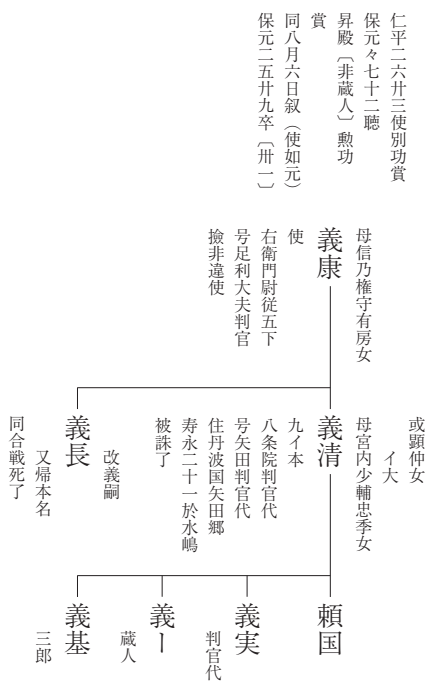 仁平二六廿三使別功賞
保元々七十二聴
昇殿〔非蔵人〕勲功
賞
同八月六日叙（使如元）
保元二五廿九卒〔卅一〕
母信乃権守有房女
義康
使
右衛門尉従五下
号足利大夫判官
撿非違使
或顕仲女
イ大
母宮内少輔忠季女
義清
九イ本
八条院判官代
号矢田判官代
住丹波国矢田郷
寿永二十一於水嶋
被誅了
義長
改義嗣
又帰本名
同合戦死了
頼国
義実
判官代
義ー
蔵人
義基
三郎